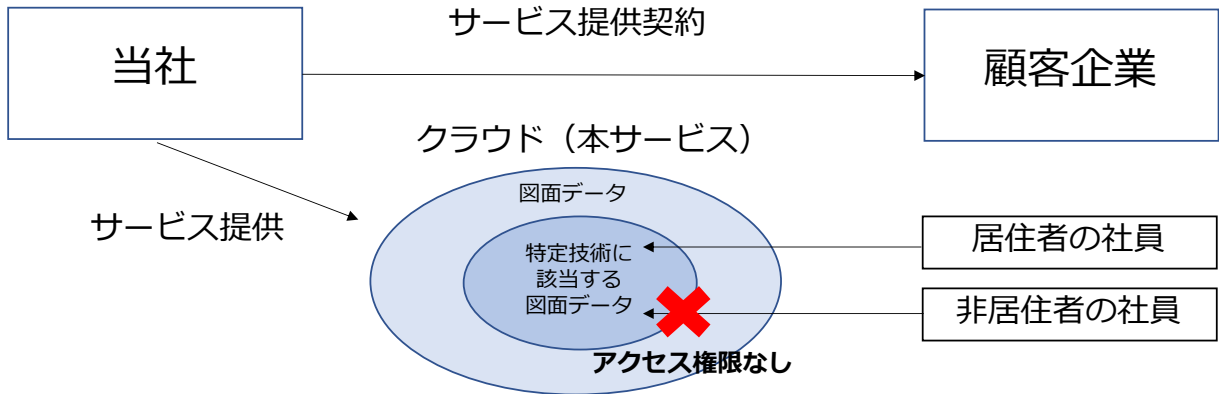 サービス提供契約
当社
顧客企業
クラウド（本サービス）
図面データ
サービス提供
特定技術に
該当する
図面データ
居住者の社員
非居住者の社員
アクセス権限なし